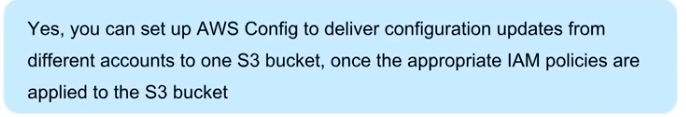 Yes, you can set up AWS Config to deliver configuration updates from
different accounts to one S3 bucket, once the appropriate IAM policies are
applied to the S3 bucket